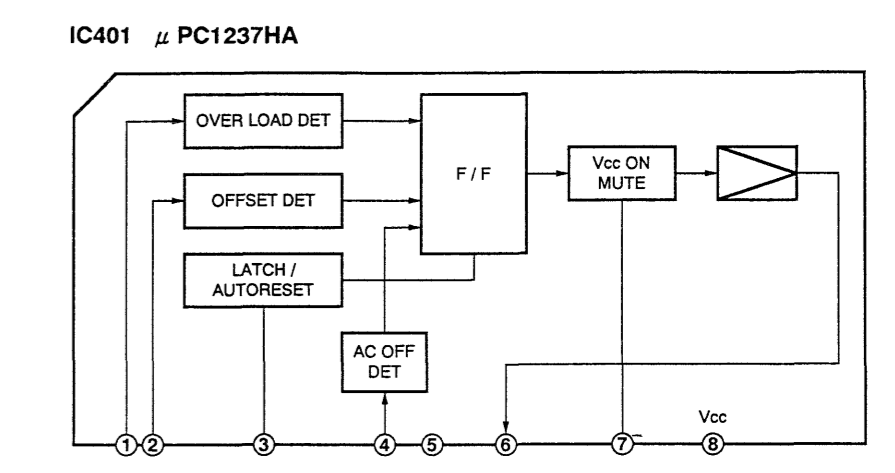 IC401 μ PC1237HA
OVER LOAD DET
F / F
Vcc ON
MUTE
OFFSET DET
LATCH /
AUTORESET
AC OFF
DET
Vcc
1 2 3 4 5 6 7 8